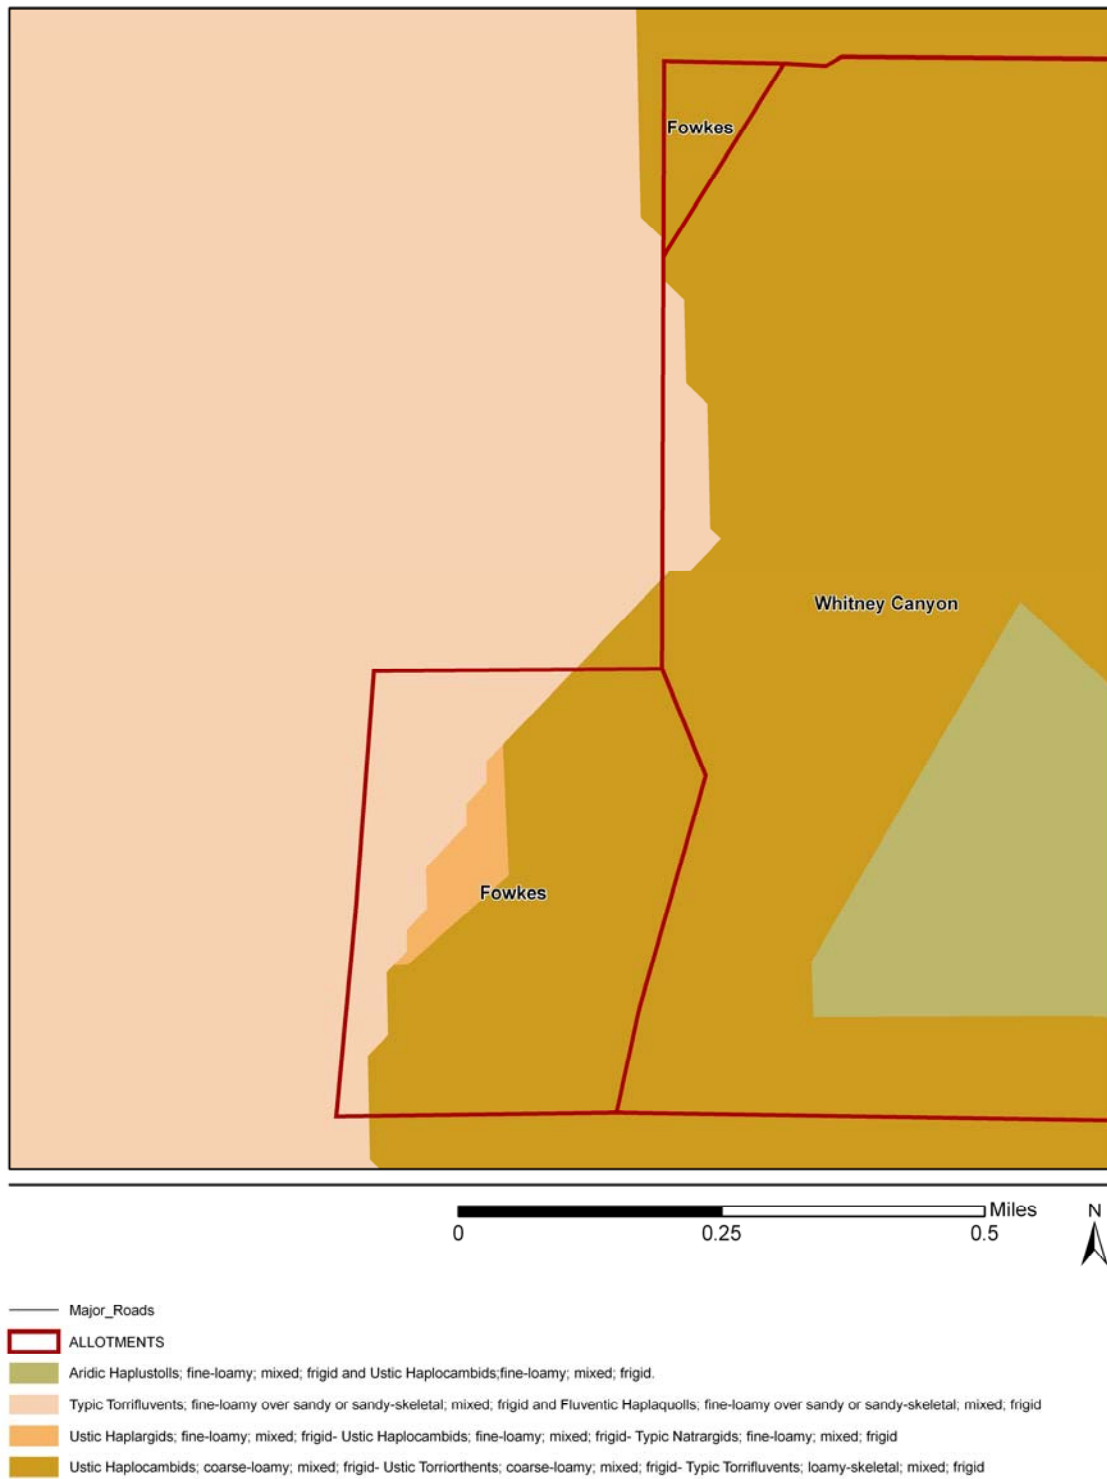 Fowkes
Whitney Canyon
Fowkes
Miles
N
0 0.25 0.5
Major_Roads
ALLOTMENTS
Aridic Haplustolls; fine-loamy; mixed; frigid and Ustic Haplocambids;fine-loamy; mixed; frigid.
Typic Torrifluvents; fine-loamy over sandy or sandy-skeletal; mixed; frigid and Fluventic Haplaquolls; fine-loamy over sandy or sandy-skeletal; mixed; frigid
Ustic Haplargids; fine-loamy; mixed; frigid- Ustic Haplocambids; fine-loamy; mixed; frigid- Typic Natrargids; fine-loamy; mixed; frigid
Ustic Haplocambids; coarse-loamy; mixed; frigid- Ustic Torriorthents; coarse-loamy; mixed; frigid- Typic Torrifluvents; loamy-skeletal; mixed; frigid